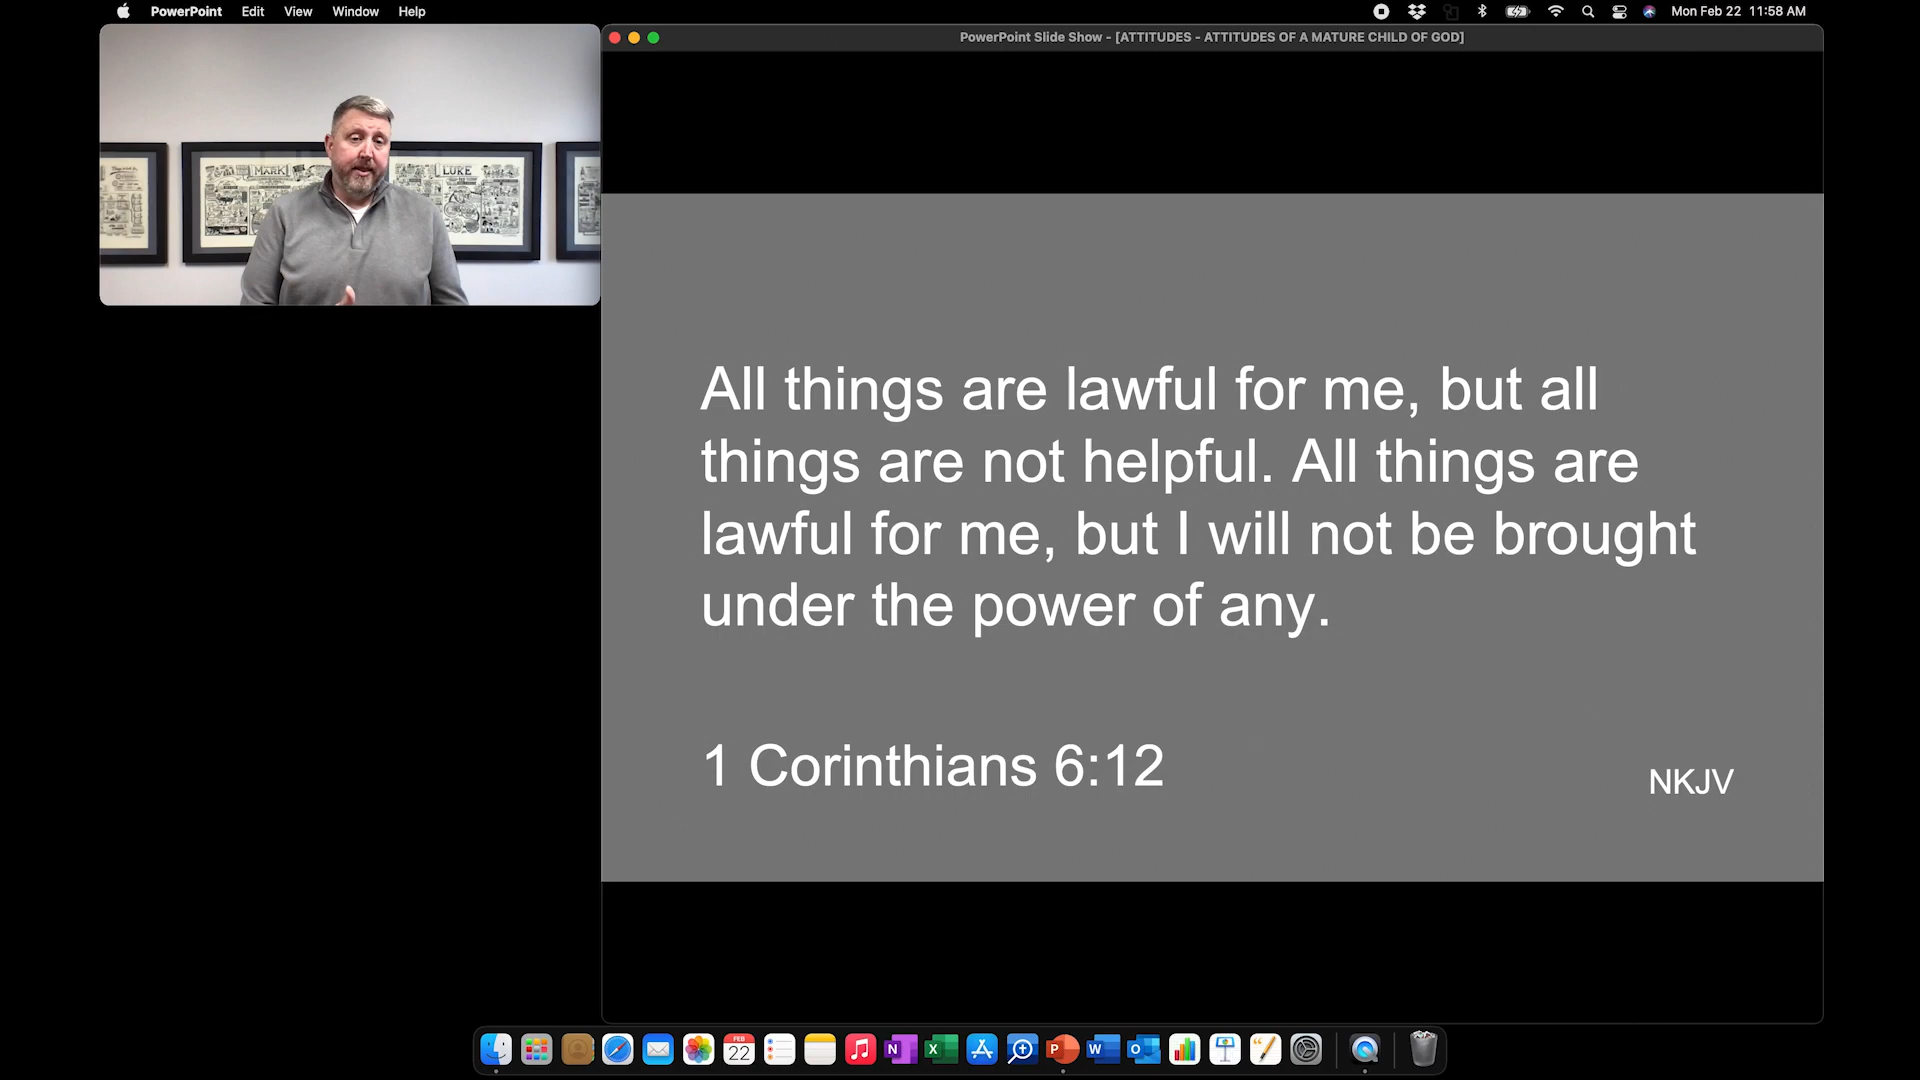 PowerPoint Edit View Window Help
Mon Feb 22 11:58 AM
PowerPoint Slide Show - [ATTITUDES - ATTITUDES OF A MATURE CHILD OF GOD]
MARK
LUKE
All things are lawful for me, but all
things are not helpful. All things are
lawful for me, but I will not be brought
under the power of any.
1 Corinthians 6:12
NKJV
FEB
22
N
X
P
W
O